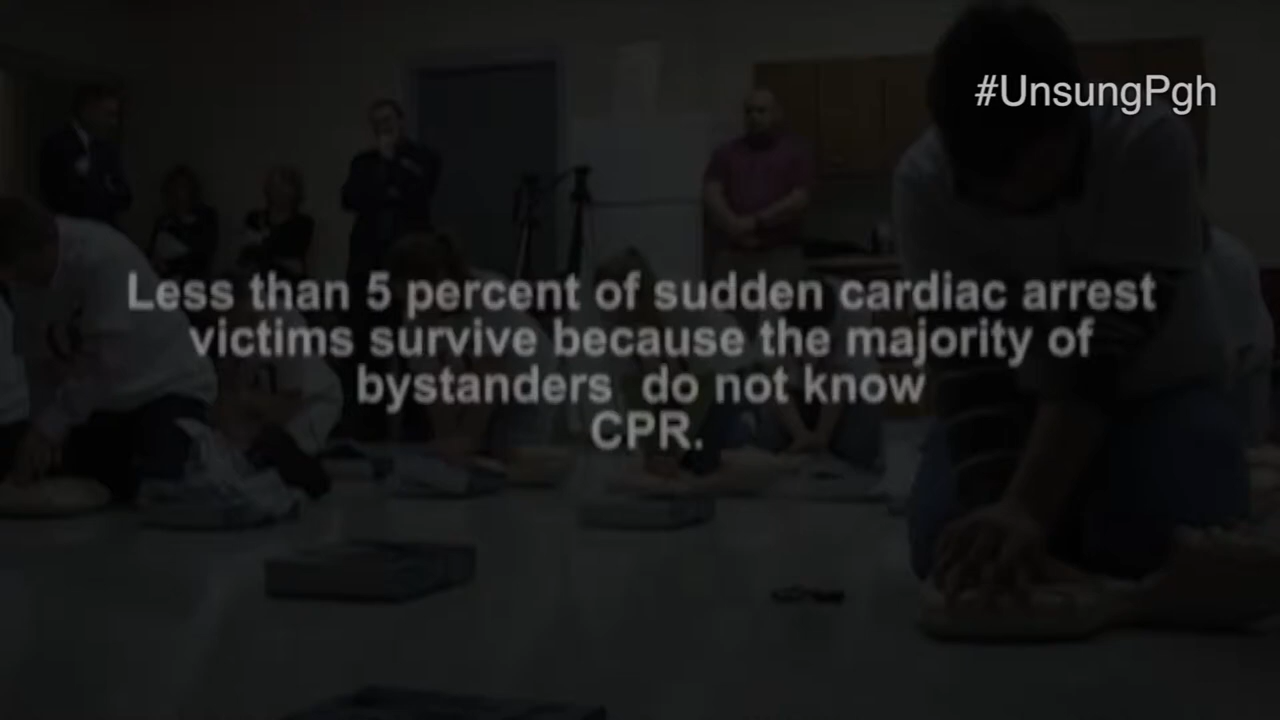 #UnsungPgh
Less than 5 percent of sudden cardiac arrest
victims survive because the majority of
bystanders  do not know
CPR.